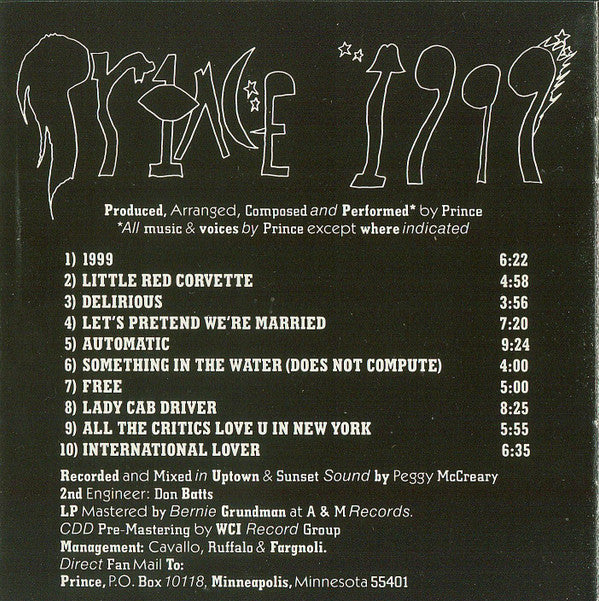 PRINCE 1999
Produced, Arranged, Composed and Performed* by Prince
*All music & voices by Prince except where indicated
1) 1999 6:22
2) LITTLE RED CORVETTE 4:58
3) DELIRIOUS 3:56
4) LET'S PRETEND WE'RE MARRIED 7:20
5) AUTOMATIC 9:24
6) SOMETHING IN THE WATER (DOES NOT COMPUTE) 4:00
7) FREE 5:00
8) LADY CAB DRIVER 8:25
9) ALL THE CRITICS LOVE U IN NEW YORK 5:55
10) INTERNATIONAL LOVER 6:35
Recorded and Mixed in Uptown & Sunset Sound by Peggy McCreary
2nd Engineer: Don Batts
LP Mastered by Bernie Grundman at A & M Records.
CDD Pre-Mastering by WCI Record Group
Management: Cavallo, Ruffalo & Fargnoli.
Direct Fan Mail To:
Prince, P.O. Box 10118, Minneapolis, Minnesota 55401